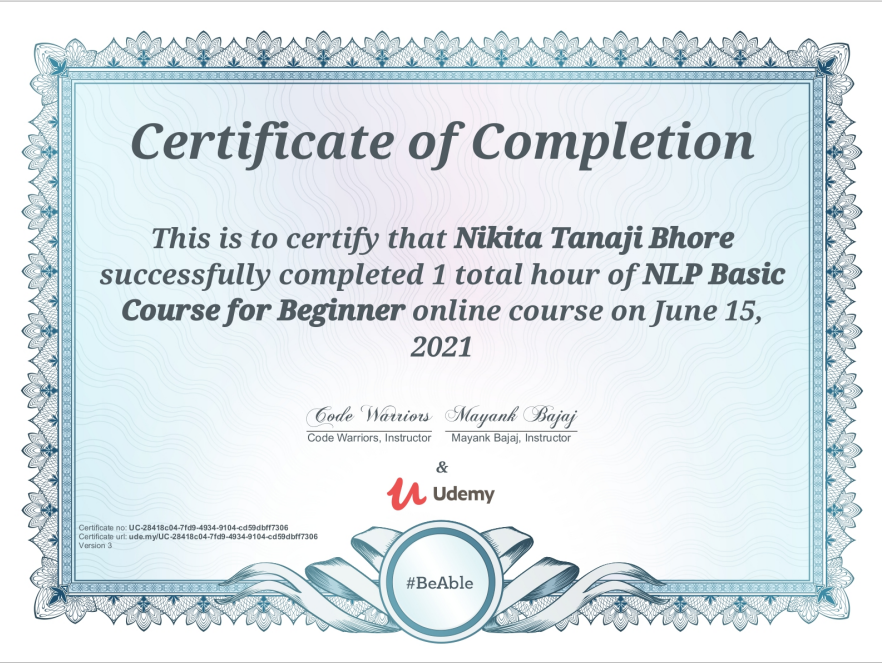 Certificate of Completion
This is to certify that Nikita Tanaji Bhore
successfully completed 1 total hour of NLP Basic
Course for Beginner online course on June 15,
2021
Code Warriors Mayank Bajaj
Code Warriors, Instructor Mayank Bajaj, Instructor
&
Udemy
Certificate no: UC-28418c04-7fd9-4934-9104-cd59dbff7306
Certificate url: ude.my/UC-28418c04-7fd9-4934-9104-cd59dbff7306
Version 3
#BeAble